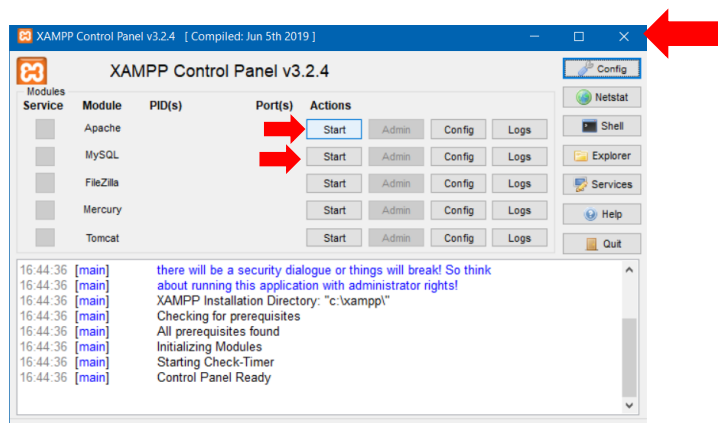 XAMPP Control Panel v3.2.4 [ Compiled: Jun 5th 2019 ]
XAMPP Control Panel v3.2.4
Config
Modules
Service Module PID(s) Port(s) Actions
Netstat
Apache Start Admin Config Logs
Shell
MySQL Start Admin Config Logs
Explorer
FileZilla Start Admin Config Logs
Services
Mercury Start Admin Config Logs
Help
Tomcat Start Admin Config Logs
Quit
16:44:36 [main] there will be a security dialogue or things will break! So think
16:44:36 [main] about running this application with administrator rights!
16:44:36 [main] XAMPP Installation Directory: "c:\xampp\"
16:44:36 [main] Checking for prerequisites
16:44:36 [main] All prerequisites found
16:44:36 [main] Initializing Modules
16:44:36 [main] Starting Check-Timer
16:44:36 [main] Control Panel Ready